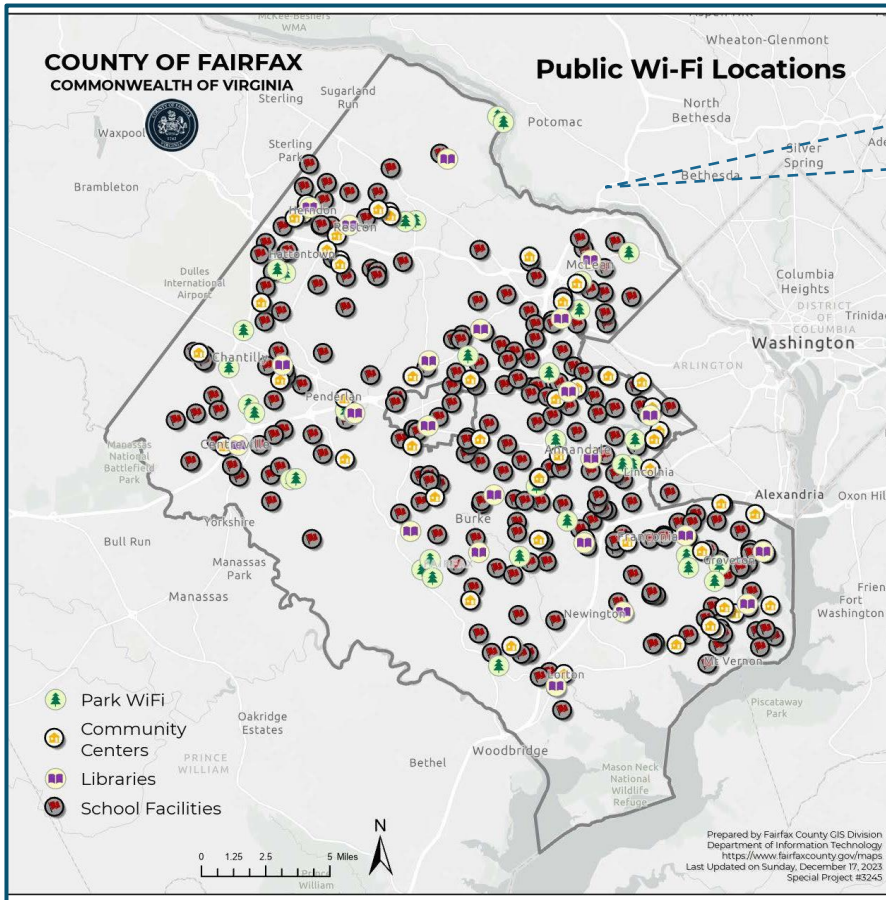 COUNTY OF FAIRFAX
COMMONWEALTH OF VIRGINIA
Public Wi-Fi Locations
WMA
Wheaton-Glenmont
Sterling
Sugarland
Run
Waxpool
Potomac
North
Bethesda
Sterling
Park
Silver
Spring
Bethesda
Brambleton
Herndon
Reston
Hattontown
McLean
Dulles
International
Airport
Columbia
Heights
DISTRICT
OF
COLUMBIA
Washington
ARLINGTON
Chantilly
Penderlan
Manassas
National
Battlefield
Park
Centreville
Annandale
Lincolnia
Alexandria
Yorkshire
Burke
Bull Run
Franconia
Groveton
Manassas
Park
Fort
Washington
Manassas
Newington
Mt Vernon
Lorton
Piscataway
Park
Park WiFi
Community
Centers
Libraries
School Facilities
Oakridge
Estates
Woodbridge
Bethel
PRINCE
WILLIAM
Mason Neck
National
Wildlife
Refuge
N
0 1.25 2.5 5 Miles
Prince
William
Prepared by Fairfax County GIS Division
Department of Information Technology
https://www.fairfaxcounty.gov/maps
Last Updated on Sunday, December 17, 2023
Special Project #3245